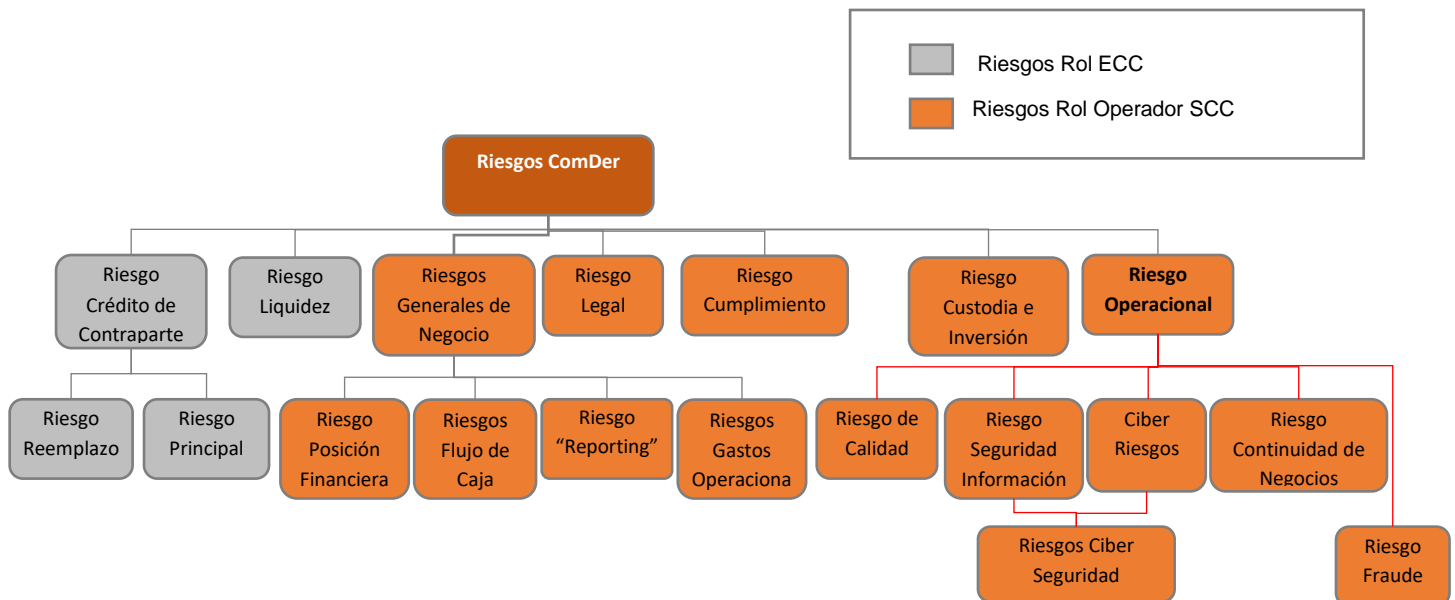 Riesgos Rol ECC
Riesgos Rol Operador SCC
Riesgos ComDer
Riesgo
Crédito de
Contraparte
Riesgo
Liquidez
Riesgos
Generales de
Negocio
Riesgo
Legal
Riesgo
Cumplimiento
Riesgo
Custodia e
Inversión
Riesgo
Operacional
Riesgo
Reemplazo
Riesgo
Principal
Riesgo
Posición
Financiera
Riesgos
Flujo de
Caja
Riesgo
“Reporting”
Riesgos
Gastos
Operaciona
Riesgo de
Calidad
Riesgo
Seguridad
Información
Ciber
Riesgos
Riesgo
Continuidad de
Negocios
Riesgos Ciber
Seguridad
Riesgo
Fraude